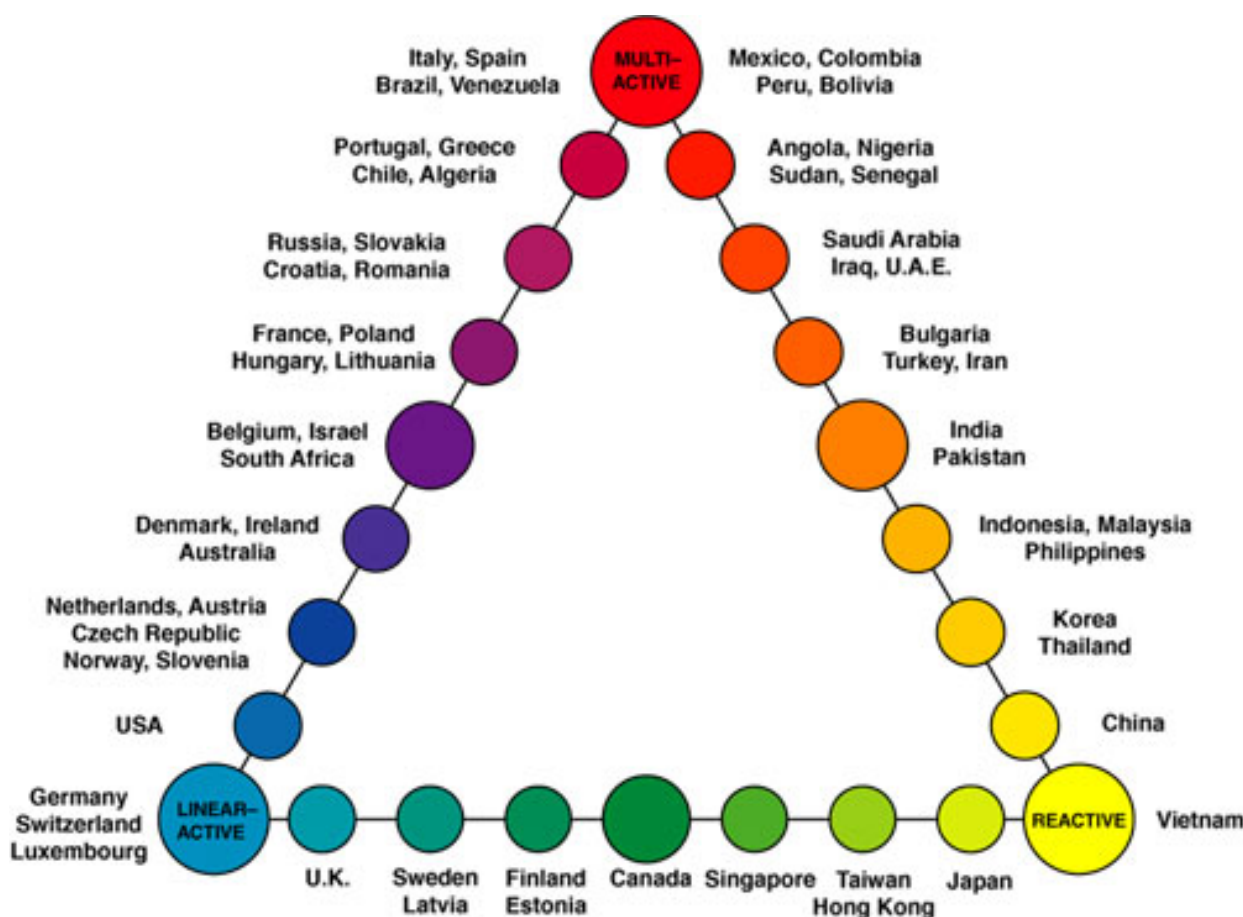 Italy, Spain
Brazil, Venezuela
MULTI-
ACTIVE
Mexico, Colombia
Peru, Bolivia
Portugal, Greece
Chile, Algeria
Angola, Nigeria
Sudan, Senegal
Russia, Slovakia
Croatia, Romania
Saudi Arabia
Iraq, U.A.E.
France, Poland
Hungary, Lithuania
Bulgaria
Turkey, Iran
Belgium, Israel
South Africa
India
Pakistan
Denmark, Ireland
Australia
Indonesia, Malaysia
Philippines
Netherlands, Austria
Czech Republic
Norway, Slovenia
Korea
Thailand
USA
China
Germany
Switzerland
Luxembourg
LINEAR-
ACTIVE
REACTIVE
Vietnam
U.K.
Sweden
Latvia
Finland
Estonia
Canada
Singapore
Taiwan
Hong Kong
Japan